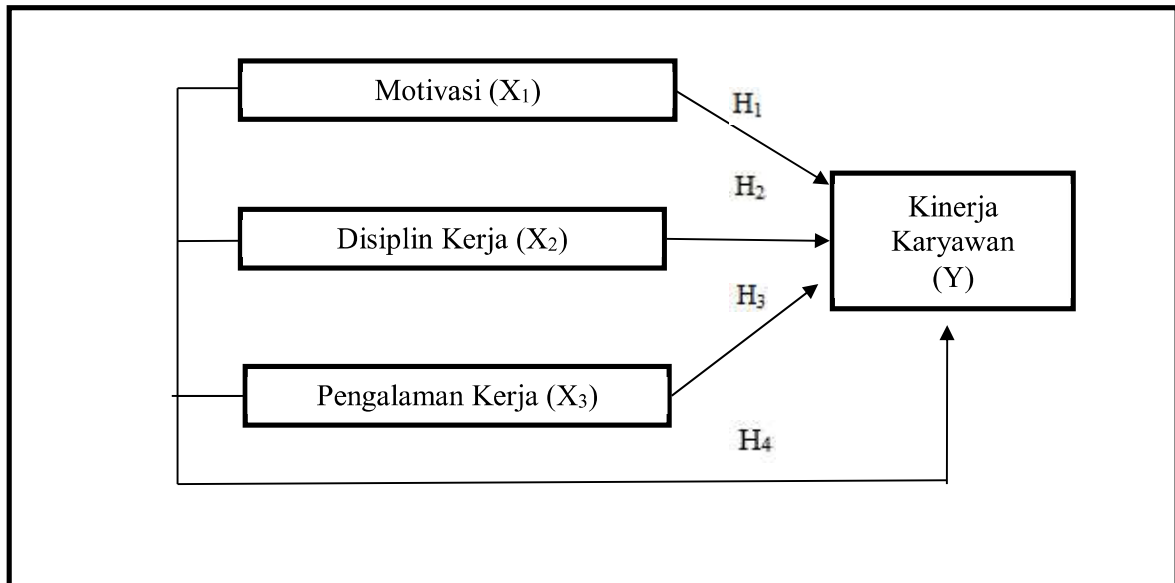 Motivasi (X₁)
H₁
H₂
Kinerja
Karyawan
(Y)
Disiplin Kerja (X₂)
H₃
Pengalaman Kerja (X₃)
H₄